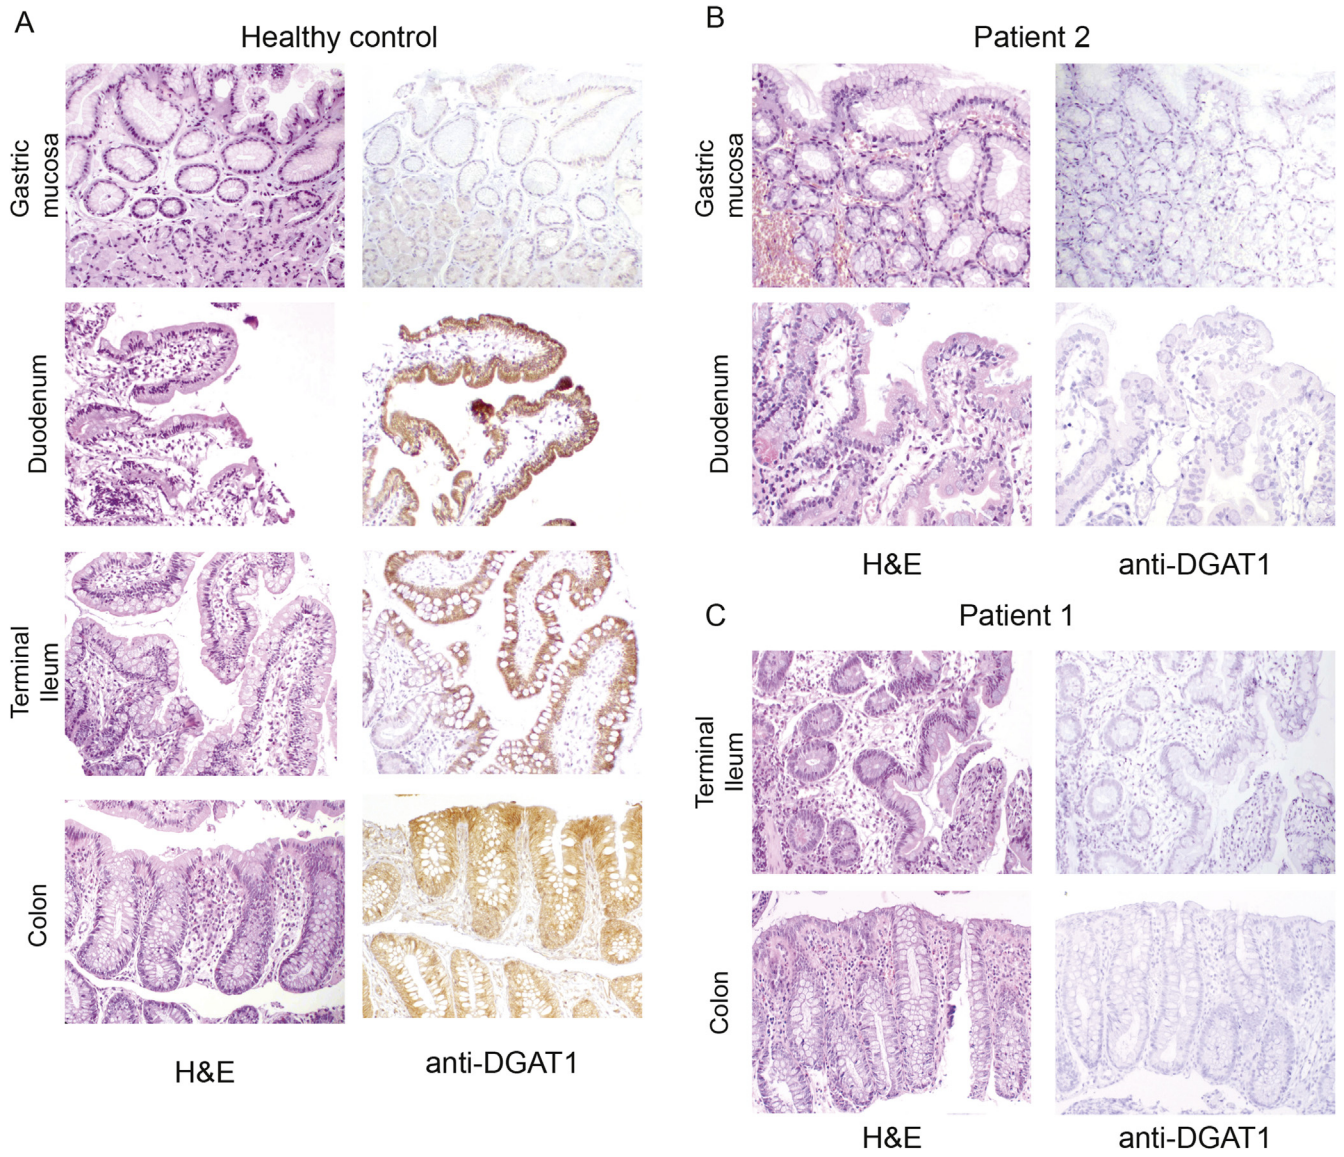 A
Healthy control
Gastric
mucosa
Duodenum
Terminal
Ileum
Colon
H&E
anti-DGAT1
B
Patient 2
Gastric
mucosa
Duodenum
H&E
anti-DGAT1
C
Patient 1
Terminal
Ileum
Colon
H&E
anti-DGAT1